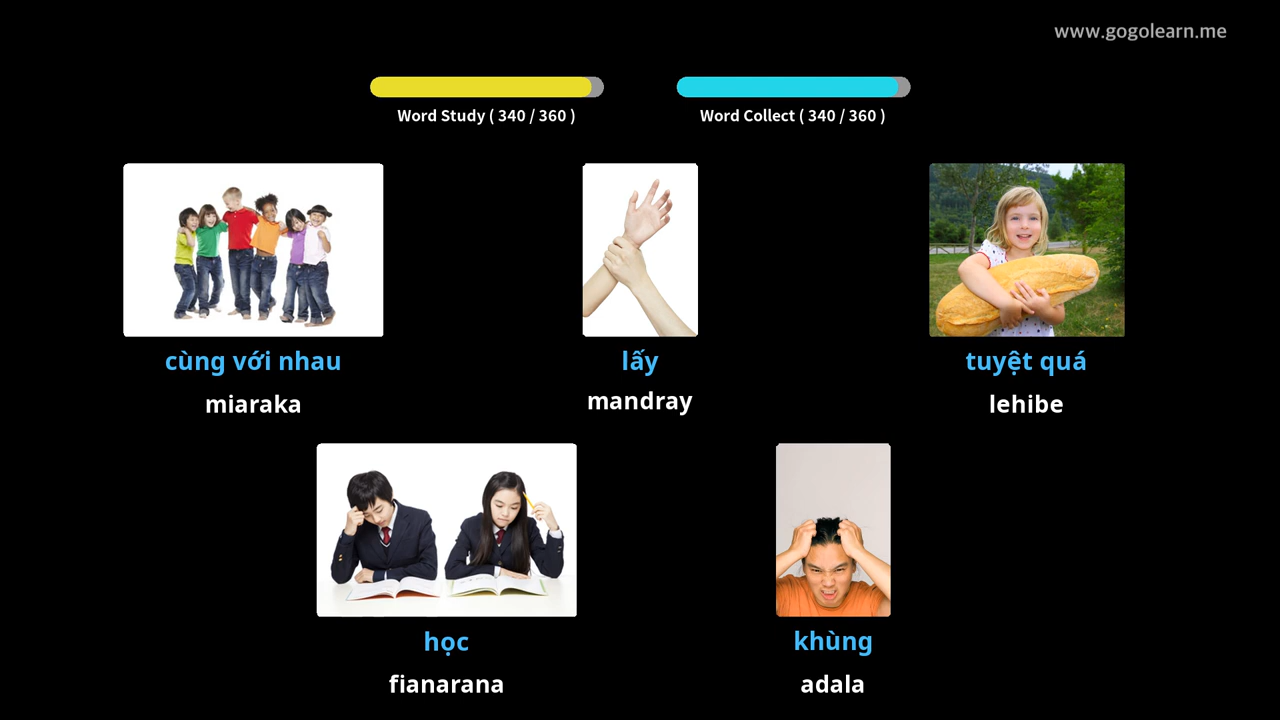 www.gogolearn.me
Word Study ( 340 / 360 )
Word Collect ( 340 / 360 )
cùng với nhau
miaraka
lấy
mandray
tuyệt quá
lehibe
học
fianarana
khùng
adala